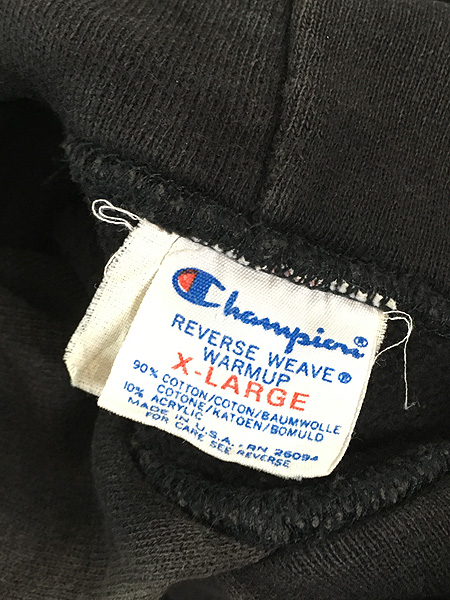 Champion®
REVERSE WEAVE®
WARMUP
X-LARGE
90% COTTON/COTON/BAUMWOLLE
COTONE/KATOEN/BOMULD
10% ACRYLIC
MADE IN U.S.A. RN 26094
FOR CARE SEE REVERSE